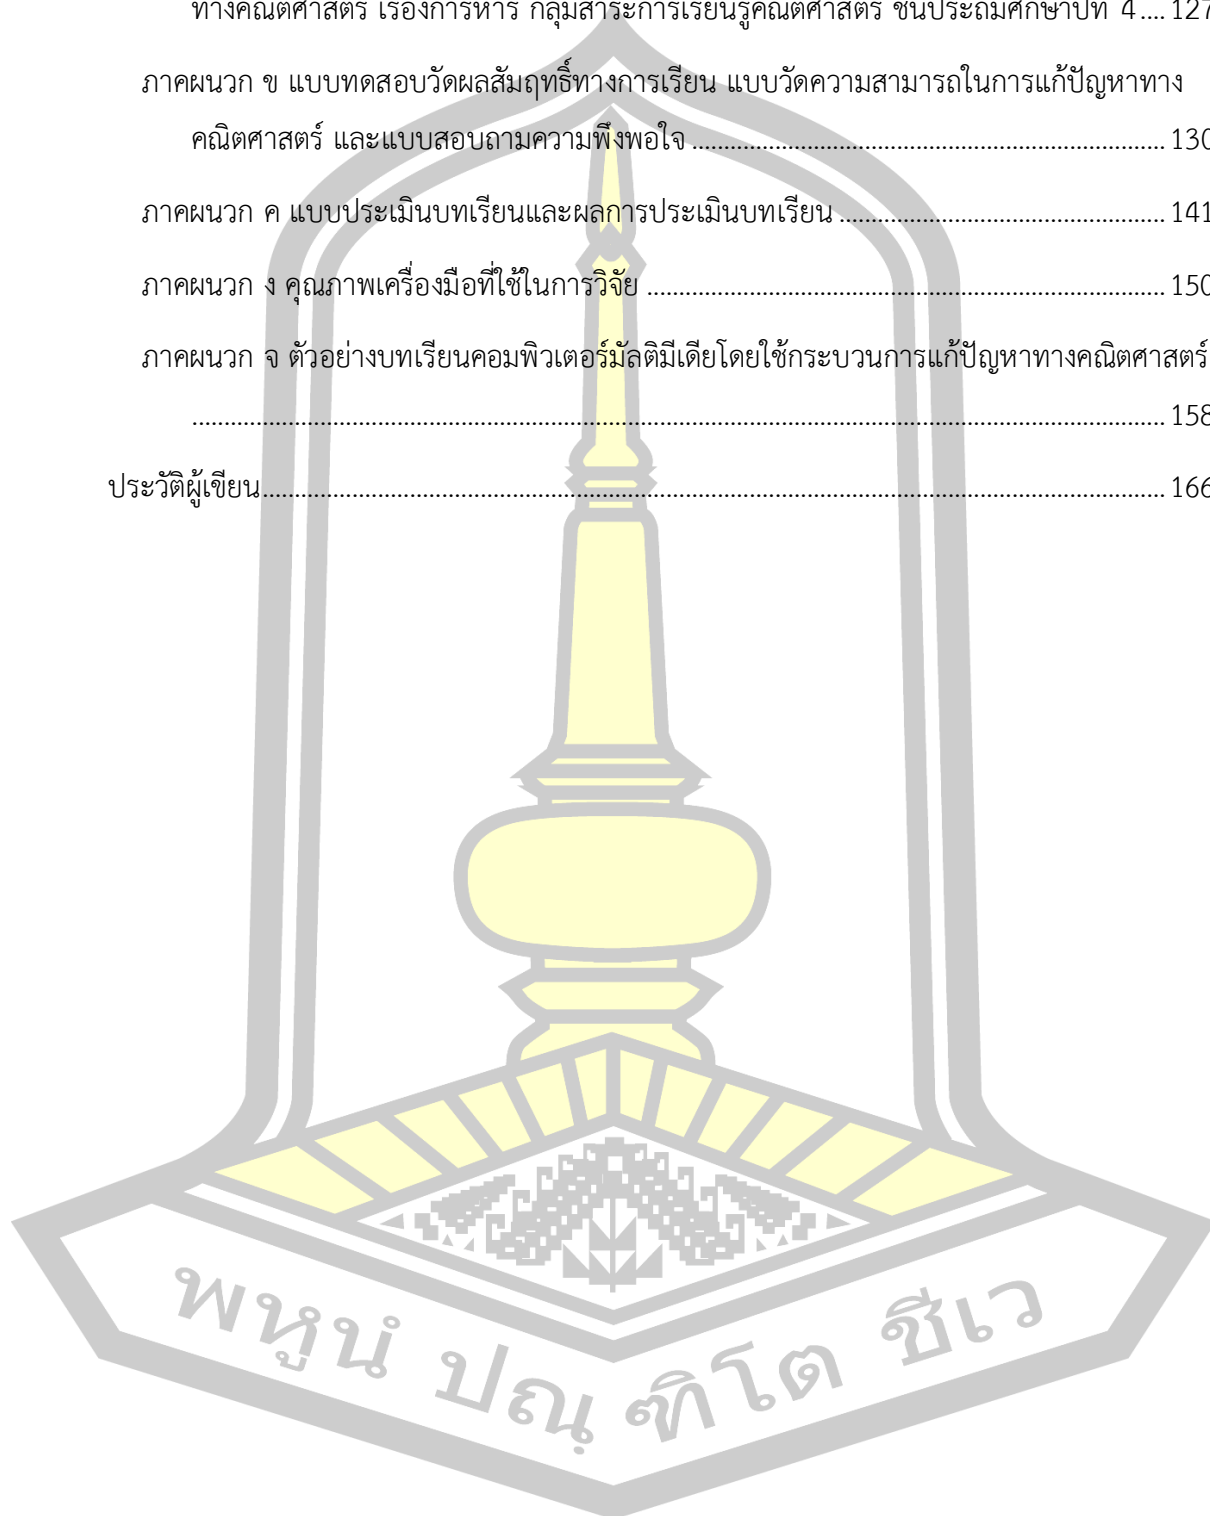 ทางคณิตศาสตร์ เรื่องการหาร กลุ่มสาระการเรียนรู้คณิตศาสตร์ ชั้นประถมศึกษาปีที่ 4.... 127
ภาคผนวก ข แบบทดสอบวัดผลสัมฤทธิ์ทางการเรียน แบบวัดความสามารถในการแก้ปัญหาทาง
คณิตศาสตร์ และแบบสอบถามความพึงพอใจ ........................................................................................... 130
ภาคผนวก ค แบบประเมินบทเรียนและผลการประเมินบทเรียน ............................................................... 141
ภาคผนวก ง คุณภาพเครื่องมือที่ใช้ในการวิจัย .................................................................................................... 150
ภาคผนวก จ ตัวอย่างบทเรียนคอมพิวเตอร์มัลติมีเดียโดยใช้กระบวนการแก้ปัญหาทางคณิตศาสตร์
............................................................................................................................................................................................ 158
ประวัติผู้เขียน............................................................................................................................................................................... 166
พหูนํ ปณฺฑิโต ชีเว